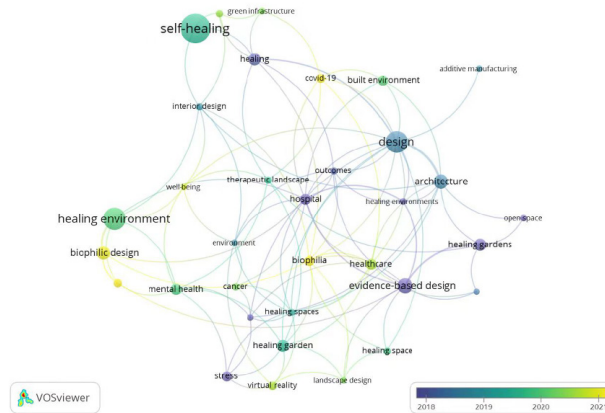 green infrastructure
self-healing
healing
additive manufacturing
covid-19
built environment
interior design
design
outcomes
therapeutic landscape
architecture
well-being
hospital
healing environments
healing environment
open space
environment
healing gardens
biophilic design
biophilia
healthcare
mental health
cancer
evidence-based design
healing spaces
healing garden
healing space
stress
virtual reality
landscape design
VOSviewer
2018 2019 2020 2021